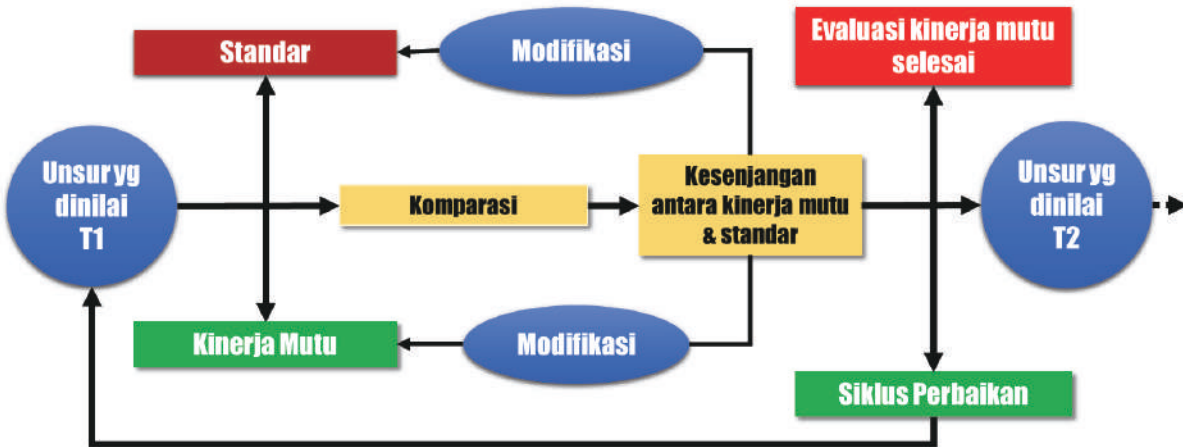 Standar
Modifikasi
Evaluasi kinerja mutu
selesai
Unsur yg
dinilai
T1
Komparasi
Kesenjangan
antara kinerja mutu
& standar
Unsur yg
dinilai
T2
Kinerja Mutu
Modifikasi
Siklus Perbaikan